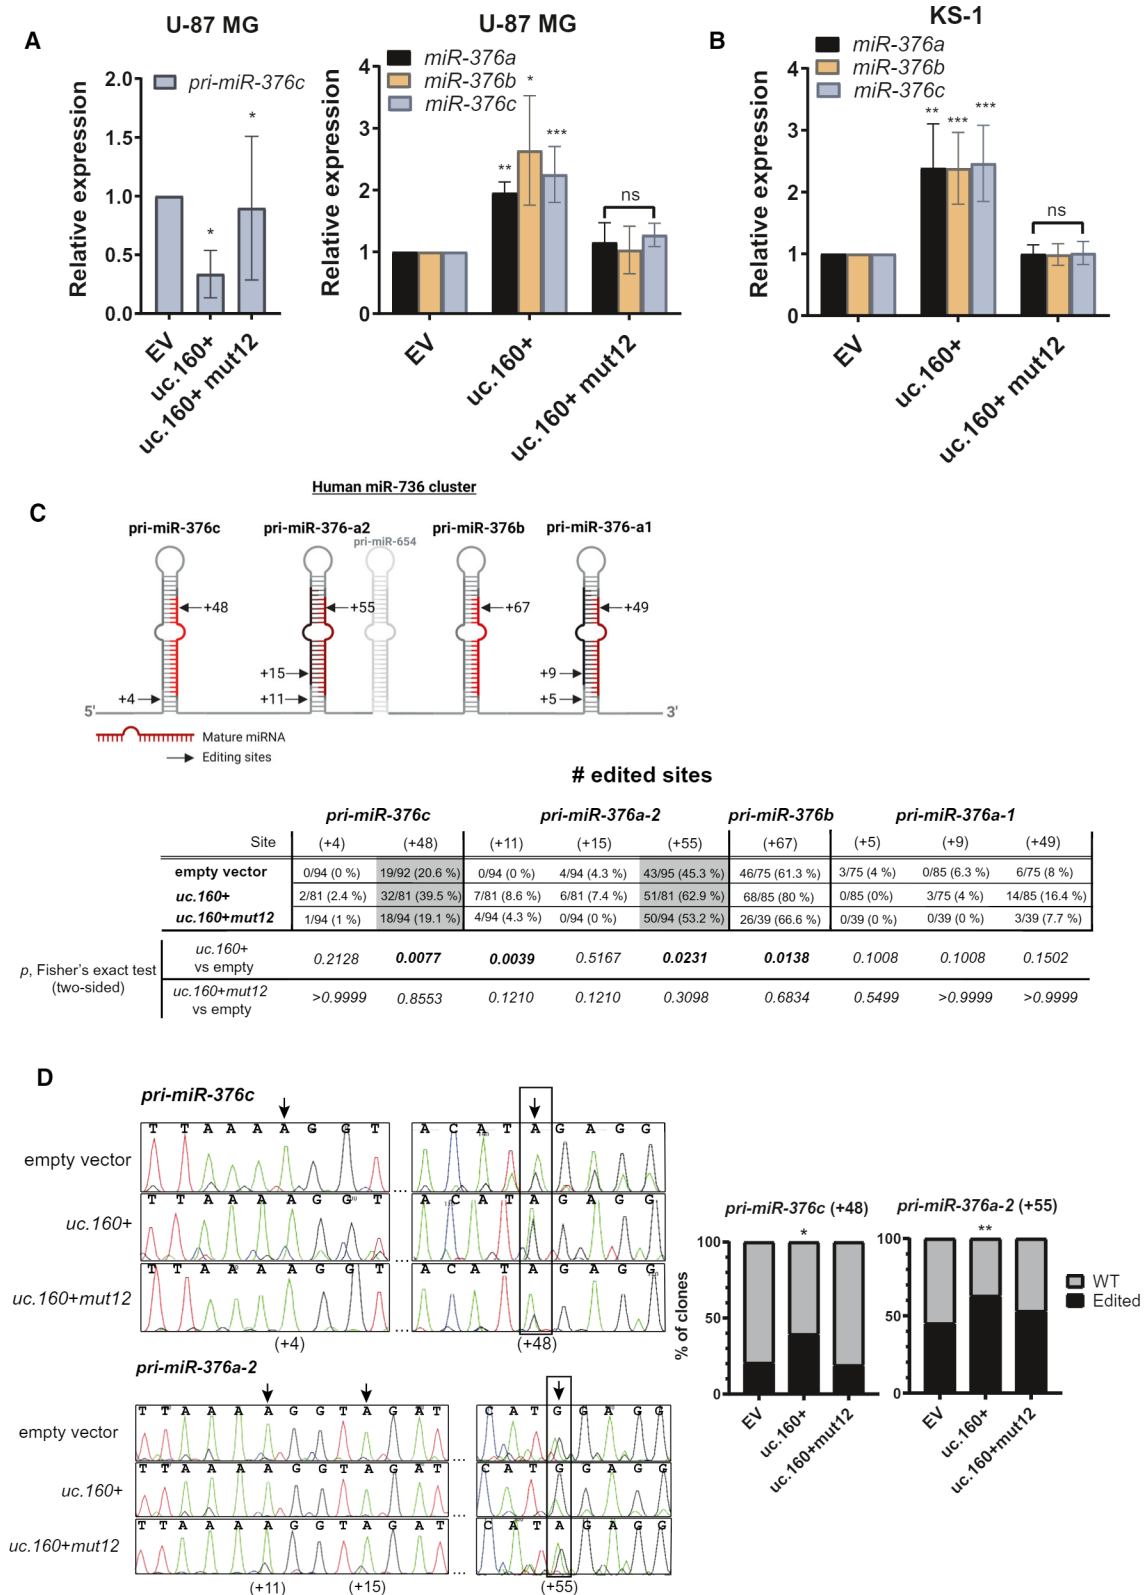 A
U-87 MG
pri-miR-376c
Relative expression
2.0
1.5
1.0
0.5
0.0
*
*
EV
uc.160+
uc.160+ mut12
U-87 MG
miR-376a
miR-376b
miR-376c
Relative expression
4
3
2
1
0
**
*
***
ns
EV
uc.160+
uc.160+ mut12
B
KS-1
miR-376a
miR-376b
miR-376c
Relative expression
4
3
2
1
0
**
***
***
ns
EV
uc.160+
uc.160+ mut12
C
Human miR-736 cluster
pri-miR-376c
pri-miR-376-a2
pri-miR-654
pri-miR-376b
pri-miR-376-a1
+48
+55
+67
+49
+15
+9
+4
+11
+5
5'
3'
Mature miRNA
Editing sites
# edited sites
pri-miR-376c pri-miR-376a-2 pri-miR-376b pri-miR-376a-1
Site (+4) (+48) (+11) (+15) (+55) (+67) (+5) (+9) (+49)
empty vector 0/94 (0 %) 19/92 (20.6 %) 0/94 (0 %) 4/94 (4.3 %) 43/95 (45.3 %) 46/75 (61.3 %) 3/75 (4 %) 0/85 (6.3 %) 6/75 (8 %)
uc.160+ 2/81 (2.4 %) 32/81 (39.5 %) 7/81 (8.6 %) 6/81 (7.4 %) 51/81 (62.9 %) 68/85 (80 %) 0/85 (0%) 3/75 (4 %) 14/85 (16.4 %)
uc.160+mut12 1/94 (1 %) 18/94 (19.1 %) 4/94 (4.3 %) 0/94 (0 %) 50/94 (53.2 %) 26/39 (66.6 %) 0/39 (0 %) 0/39 (0 %) 3/39 (7.7 %)
p, Fisher's exact test
(two-sided)
uc.160+
vs empty
0.2128 0.0077 0.0039 0.5167 0.0231 0.0138 0.1008 0.1008 0.1502
uc.160+mut12
vs empty
>0.9999 0.8553 0.1210 0.1210 0.3098 0.6834 0.5499 >0.9999 >0.9999
D
pri-miR-376c
empty vector
T T A A A A G G T A C A T A G A G G
uc.160+
T T A A A A G G T A C A T A G A G G
uc.160+mut12
T T A A A A G G T A C A T A G A G G
...
...
...
(+4)
(+48)
pri-miR-376a-2
empty vector
T T A A A A G G T A G A T C A T G G A G G
uc.160+
T T A A A A G G T A G A T C A T G G A G G
uc.160+mut12
T T A A A A G G T A G A T C A T A G A G G
...
...
...
(+11)
(+15)
(+55)
pri-miR-376c (+48)
% of clones
100
50
0
*
EV
uc.160+
uc.160+mut12
pri-miR-376a-2 (+55)
100
50
0
**
EV
uc.160+
uc.160+mut12
WT
Edited